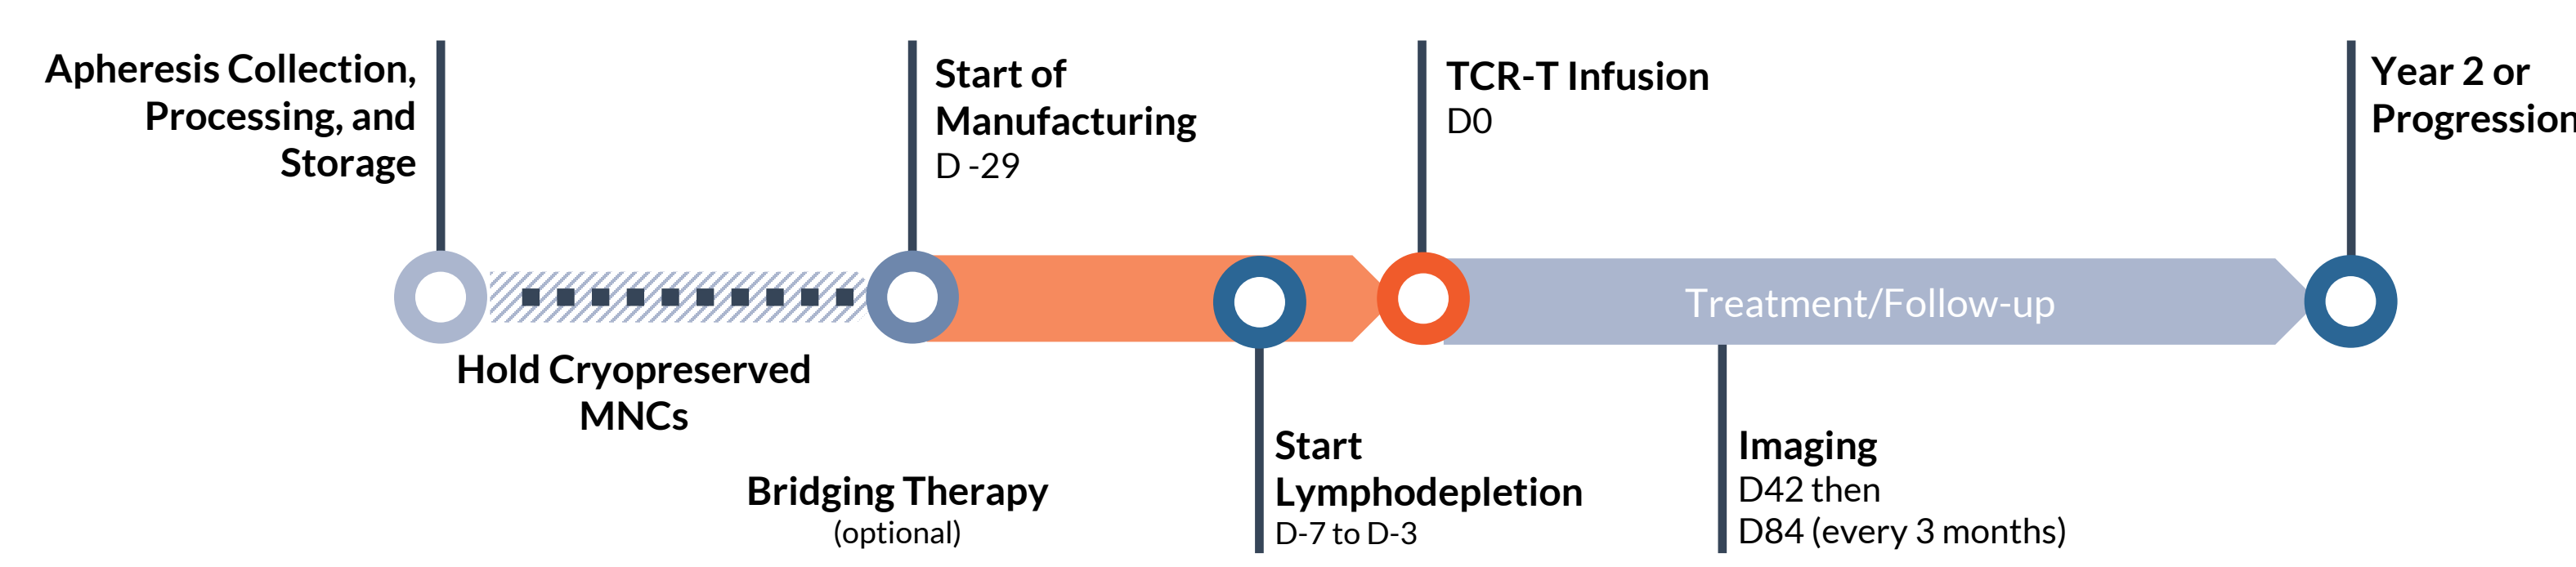 Apheresis Collection,
Processing, and
Storage
Start of
Manufacturing
D -29
TCR-T Infusion
D0
Year 2 or
Progression
Treatment/Follow-up
Hold Cryopreserved
MNCs
Bridging Therapy
(optional)
Start
Lymphodepletion
D-7 to D-3
Imaging
D42 then
D84 (every 3 months)